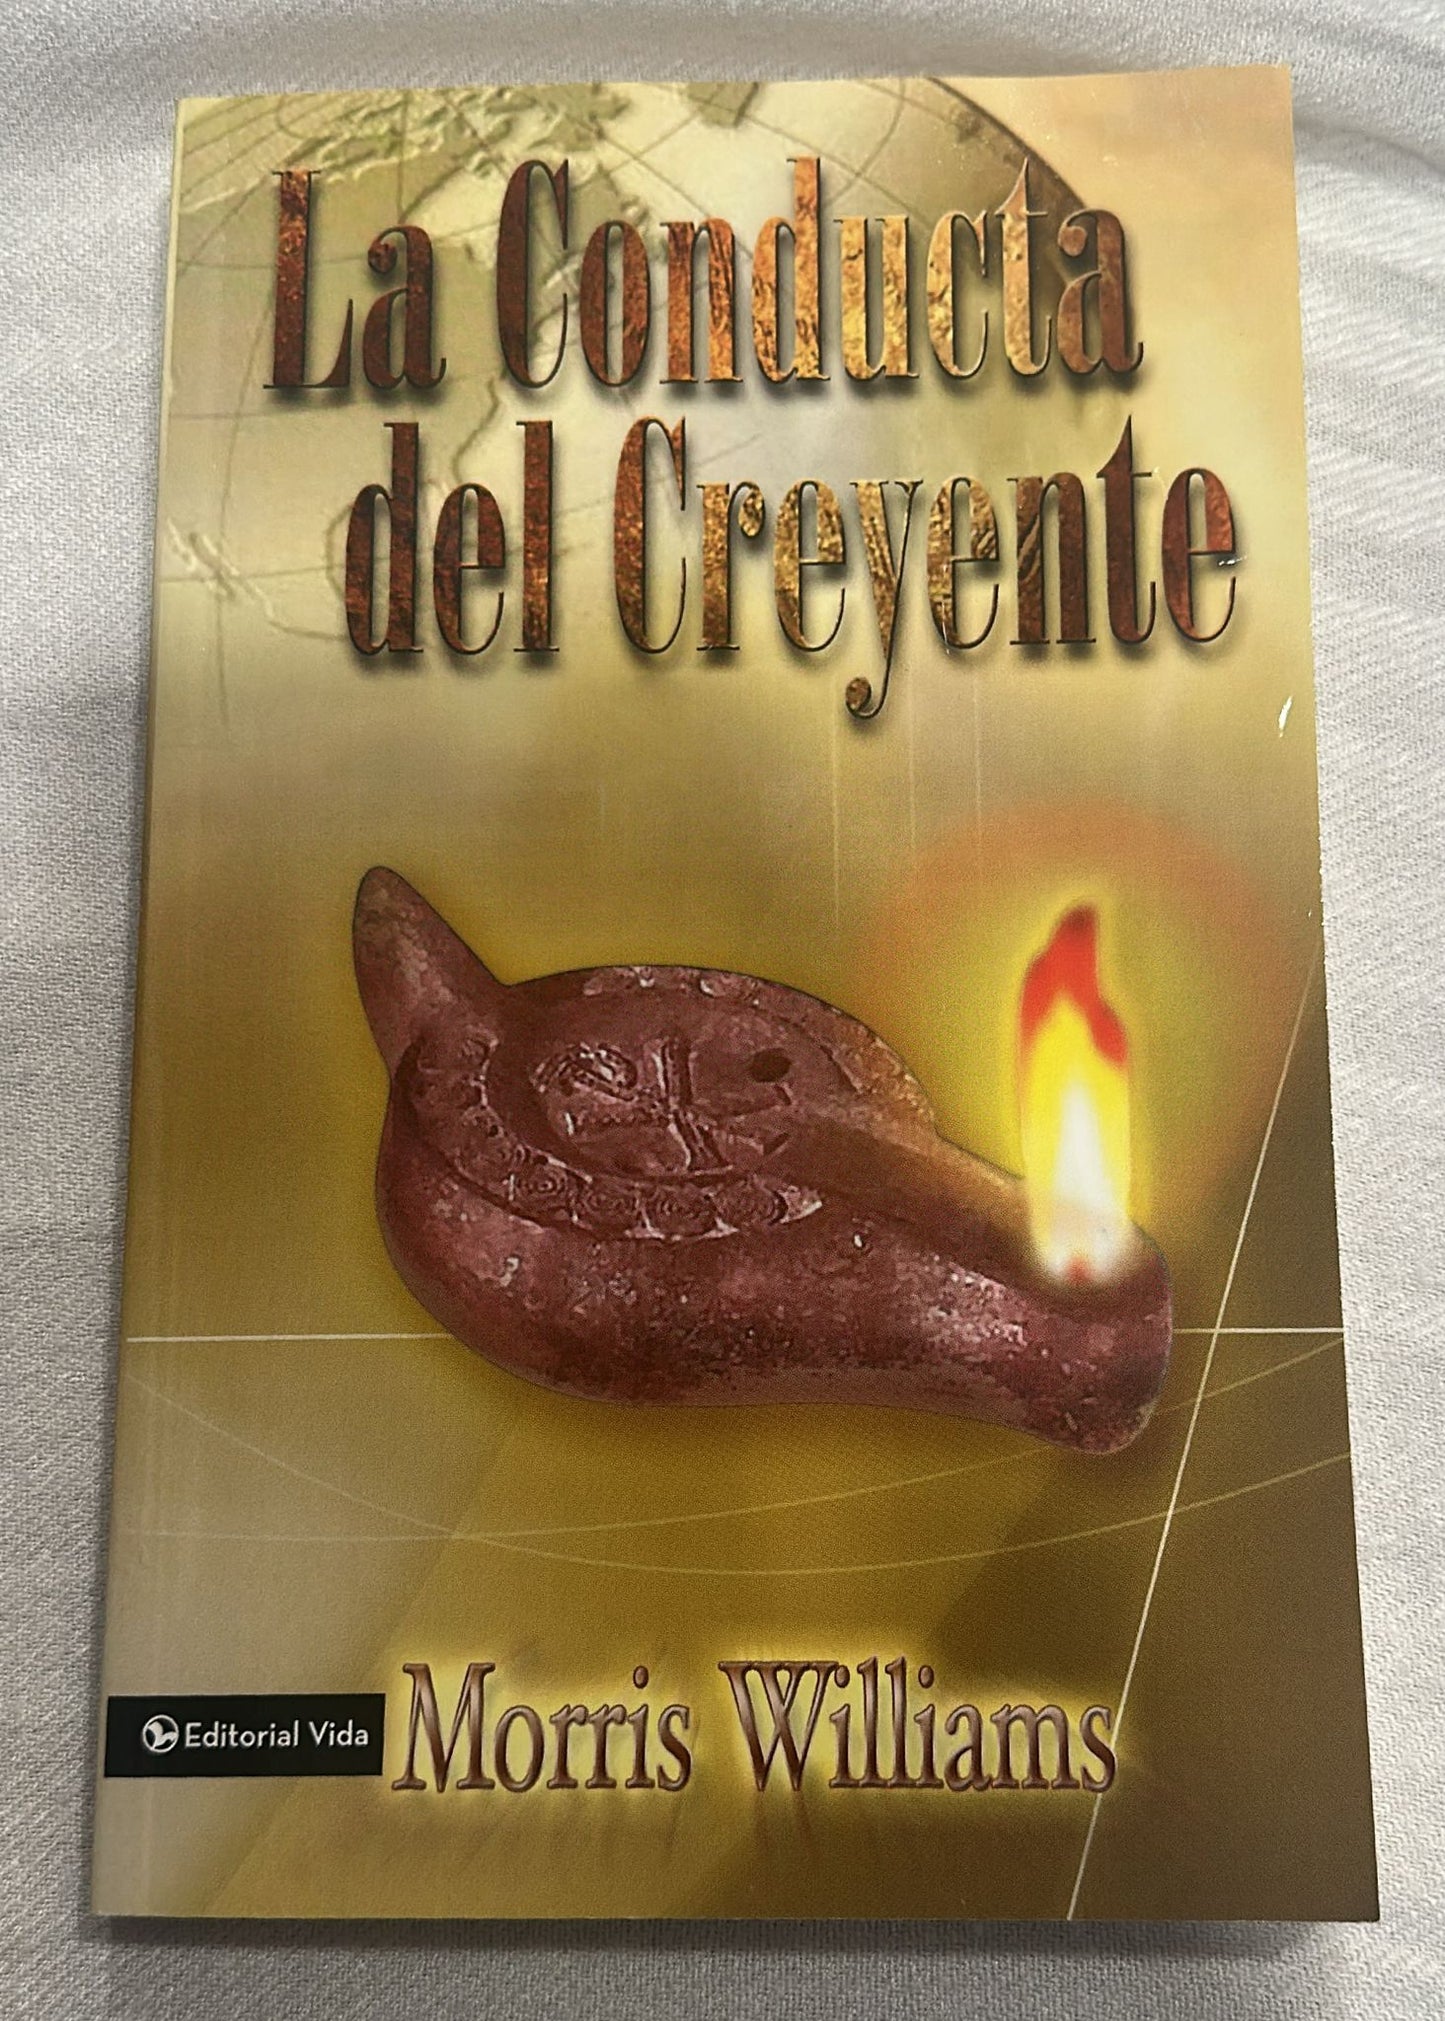 La Conducta
del Creyente
Editorial Vida
Morris Williams